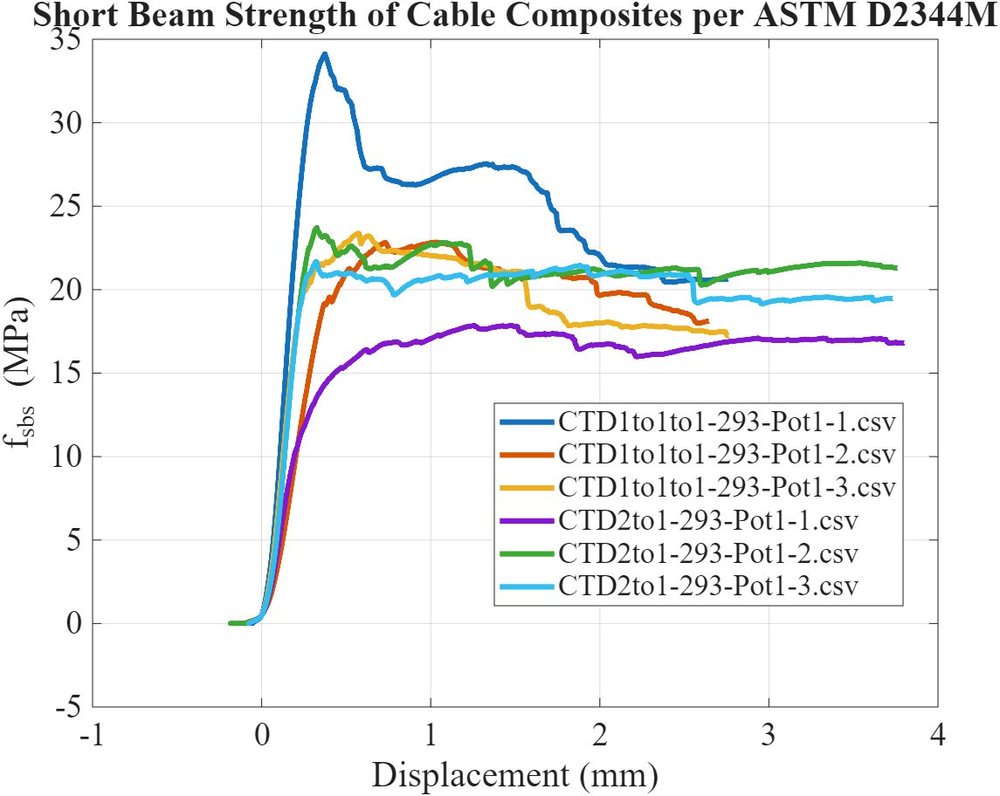 Short Beam Strength of Cable Composites per ASTM D2344M
35
30
25
20
15
10
5
0
-5
f_sbs (MPa)
-1 0 1 2 3 4
Displacement (mm)
CTD1to1to1-293-Pot1-1.csv
CTD1to1to1-293-Pot1-2.csv
CTD1to1to1-293-Pot1-3.csv
CTD2to1-293-Pot1-1.csv
CTD2to1-293-Pot1-2.csv
CTD2to1-293-Pot1-3.csv